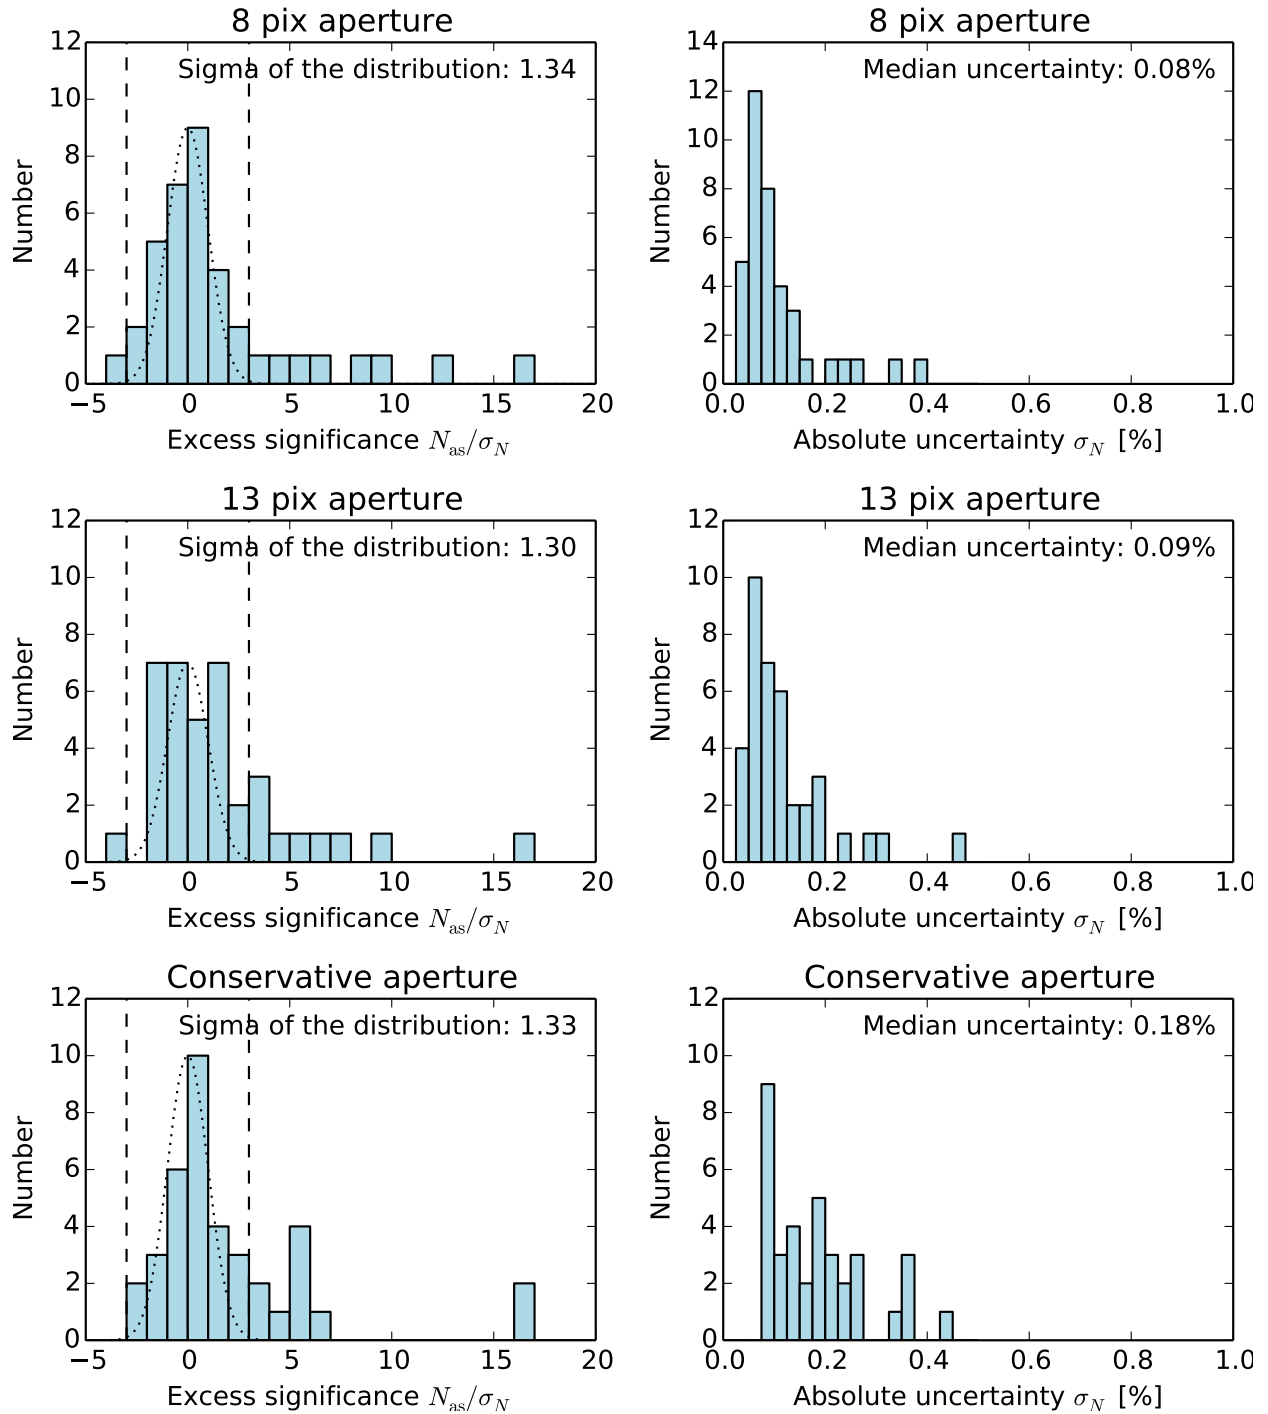 8 pix aperture
Sigma of the distribution: 1.34
Number
12
10
8
6
4
2
0
−5 0 5 10 15 20
Excess significance N_as/σ_N
8 pix aperture
Median uncertainty: 0.08%
Number
14
12
10
8
6
4
2
0
0.0 0.2 0.4 0.6 0.8 1.0
Absolute uncertainty σ_N [%]
13 pix aperture
Sigma of the distribution: 1.30
Number
12
10
8
6
4
2
0
−5 0 5 10 15 20
Excess significance N_as/σ_N
13 pix aperture
Median uncertainty: 0.09%
Number
12
10
8
6
4
2
0
0.0 0.2 0.4 0.6 0.8 1.0
Absolute uncertainty σ_N [%]
Conservative aperture
Sigma of the distribution: 1.33
Number
12
10
8
6
4
2
0
−5 0 5 10 15 20
Excess significance N_as/σ_N
Conservative aperture
Median uncertainty: 0.18%
Number
12
10
8
6
4
2
0
0.0 0.2 0.4 0.6 0.8 1.0
Absolute uncertainty σ_N [%]